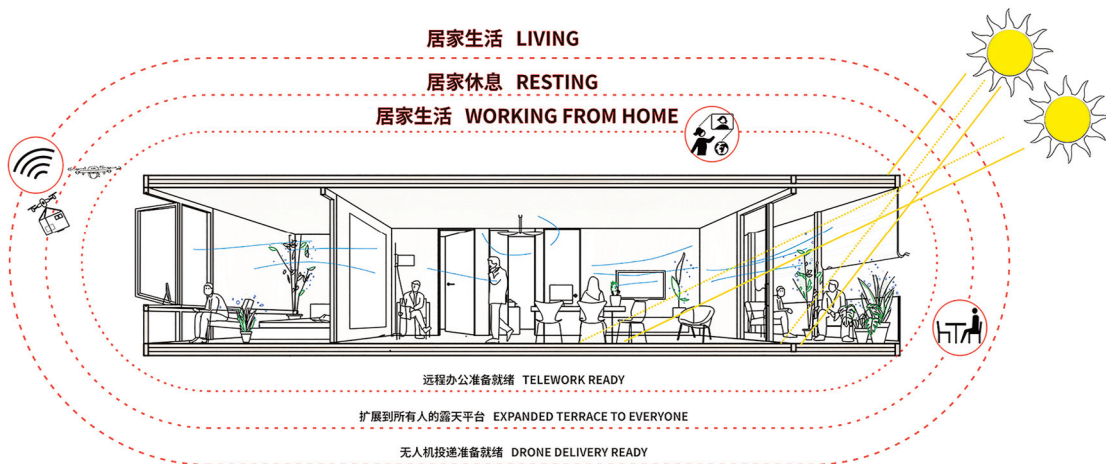 居家生活 LIVING
居家休息 RESTING
居家生活 WORKING FROM HOME
远程办公准备就绪 TELEWORK READY
扩展到所有人的露天平台 EXPANDED TERRACE TO EVERYONE
无人机投递准备就绪 DRONE DELIVERY READY